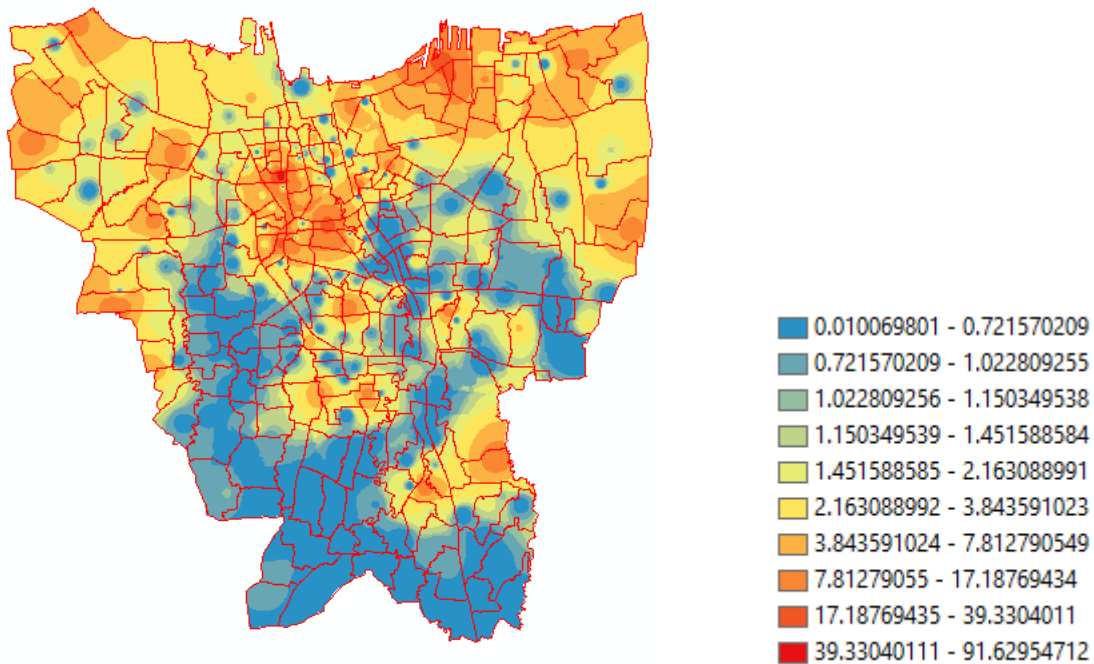 0.010069801 - 0.721570209
0.721570209 - 1.022809255
1.022809256 - 1.150349538
1.150349539 - 1.451588584
1.451588585 - 2.163088991
2.163088992 - 3.843591023
3.843591024 - 7.812790549
7.81279055 - 17.18769434
17.18769435 - 39.3304011
39.33040111 - 91.62954712